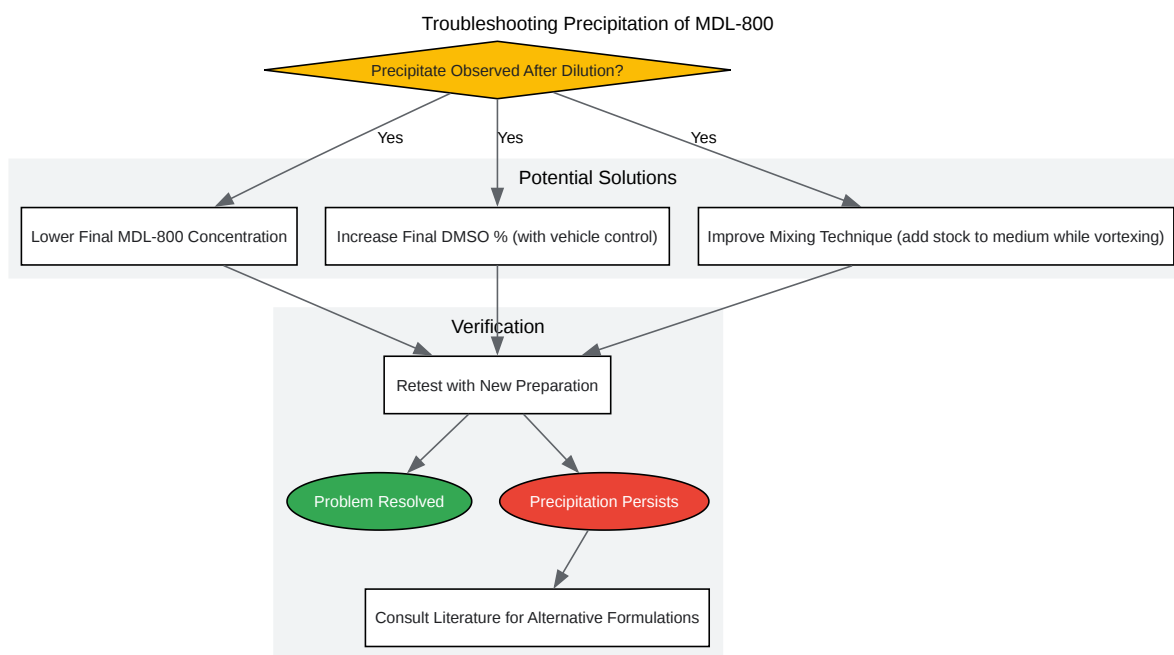 Troubleshooting Precipitation of MDL-800
Precipitate Observed After Dilution?
Yes
Yes
Yes
Potential Solutions
Lower Final MDL-800 Concentration
Increase Final DMSO % (with vehicle control)
Improve Mixing Technique (add stock to medium while vortexing)
Verification
Retest with New Preparation
Problem Resolved
Precipitation Persists
Consult Literature for Alternative Formulations